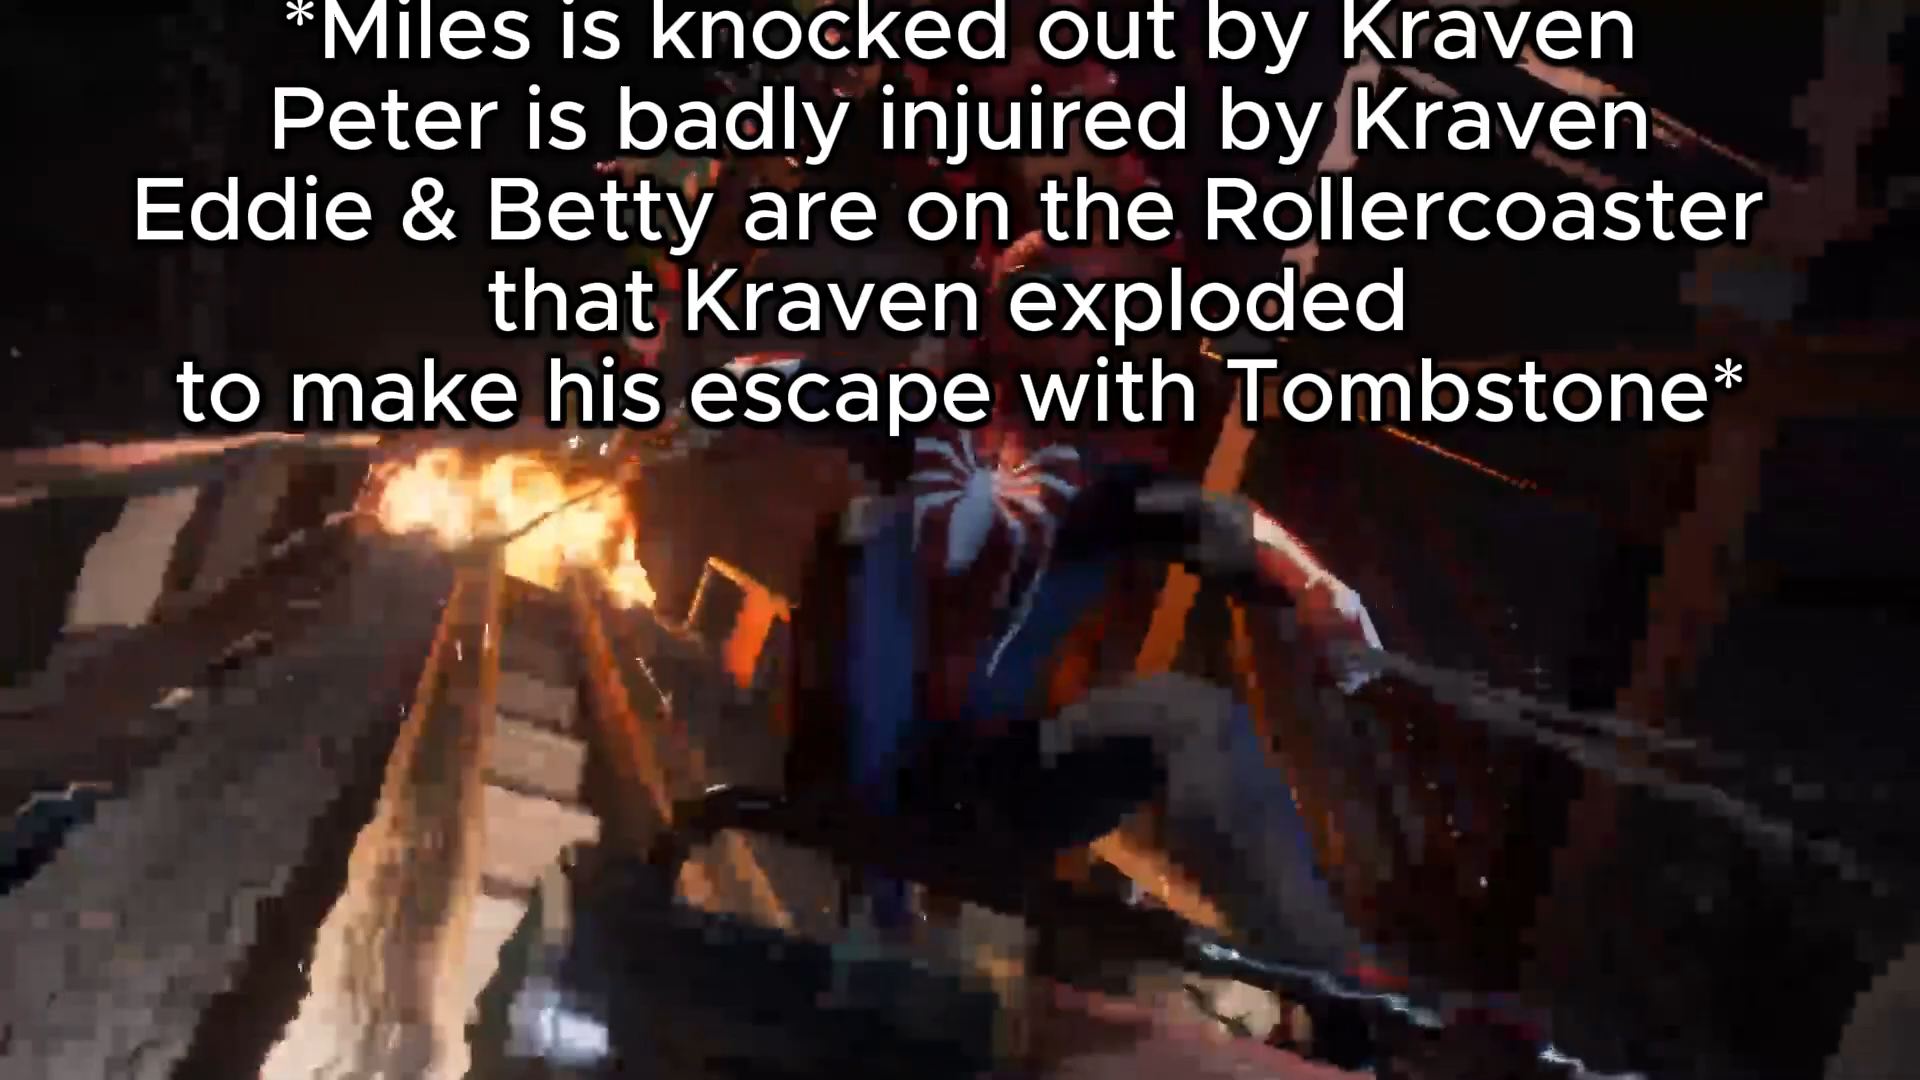 *Miles is knocked out by Kraven
Peter is badly injuired by Kraven
Eddie & Betty are on the Rollercoaster
that Kraven exploded
to make his escape with Tombstone*